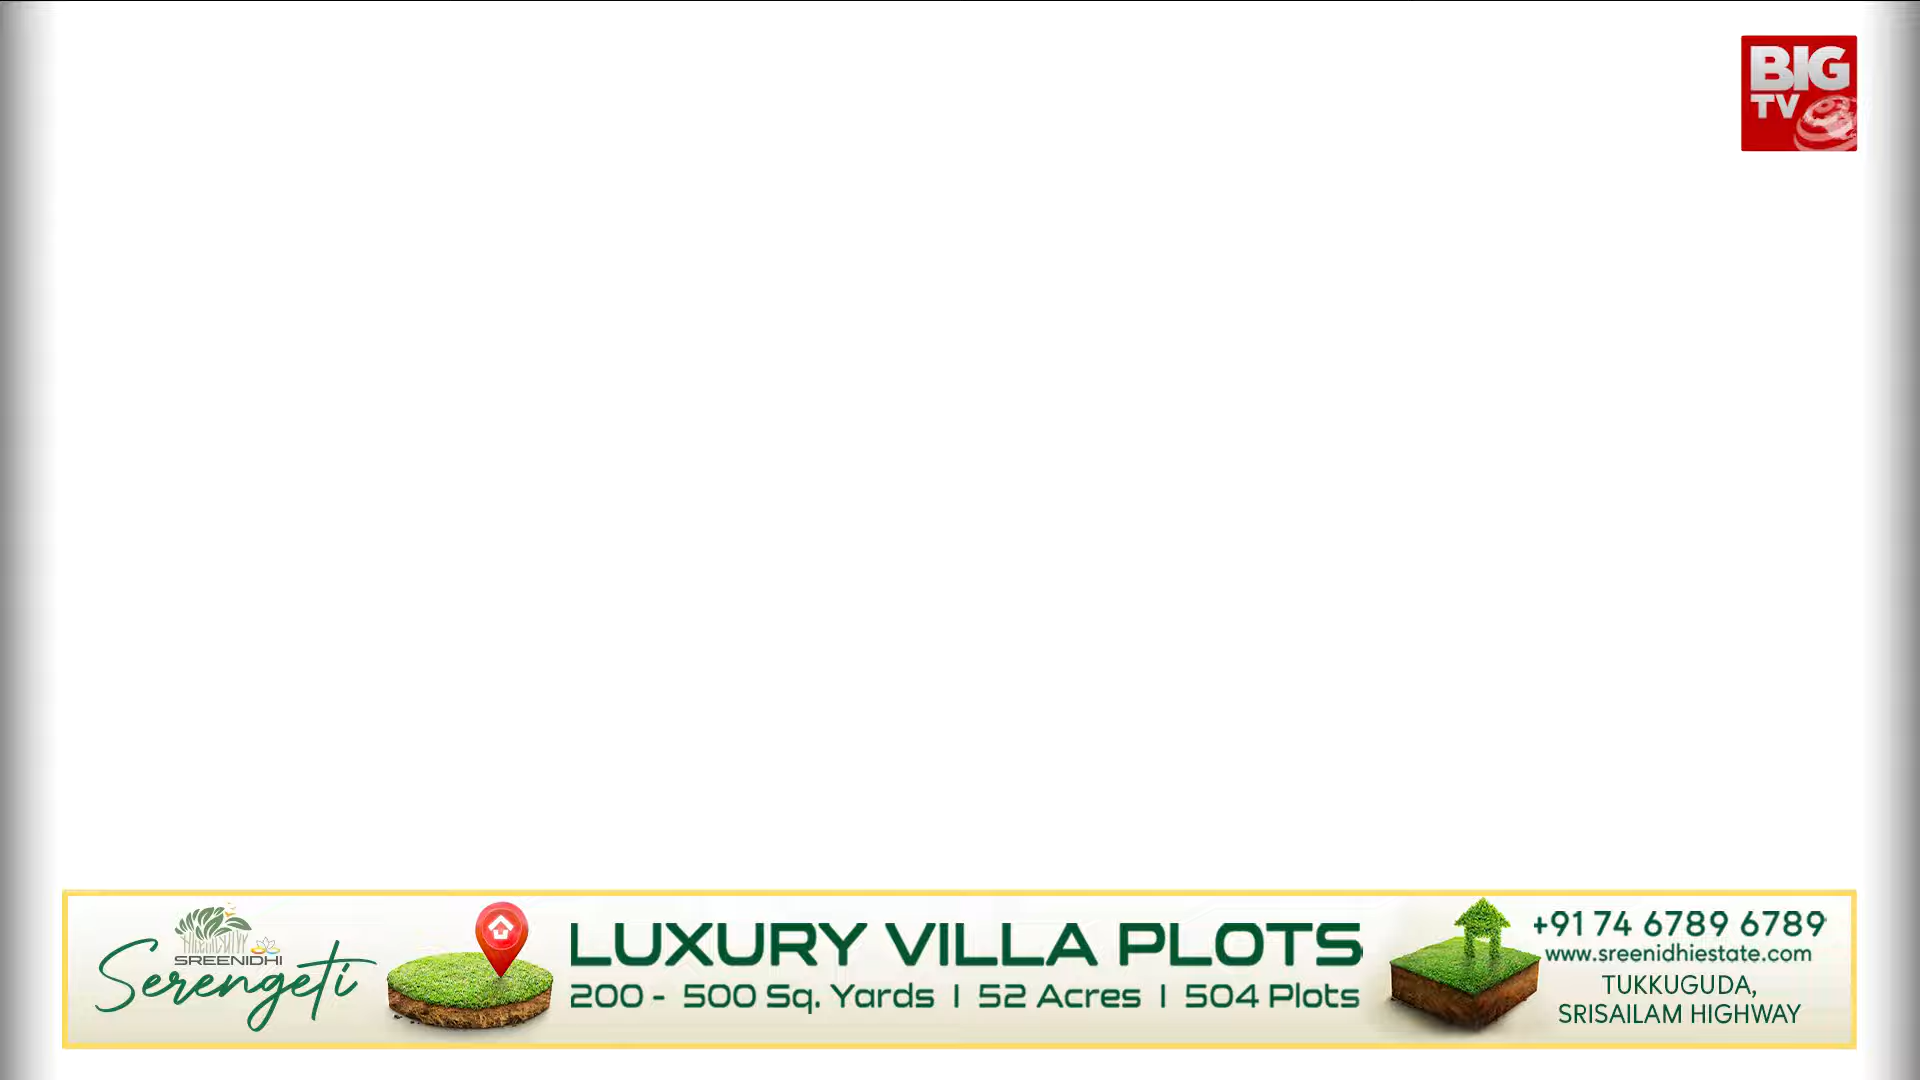 BIG
TV
SREENIDHI
Serengeti
LUXURY VILLA PLOTS
200 - 500 Sq. Yards | 52 Acres | 504 Plots
+91 74 6789 6789
www.sreenidhiestate.com
TUKKUGUDA,
SRISAILAM HIGHWAY